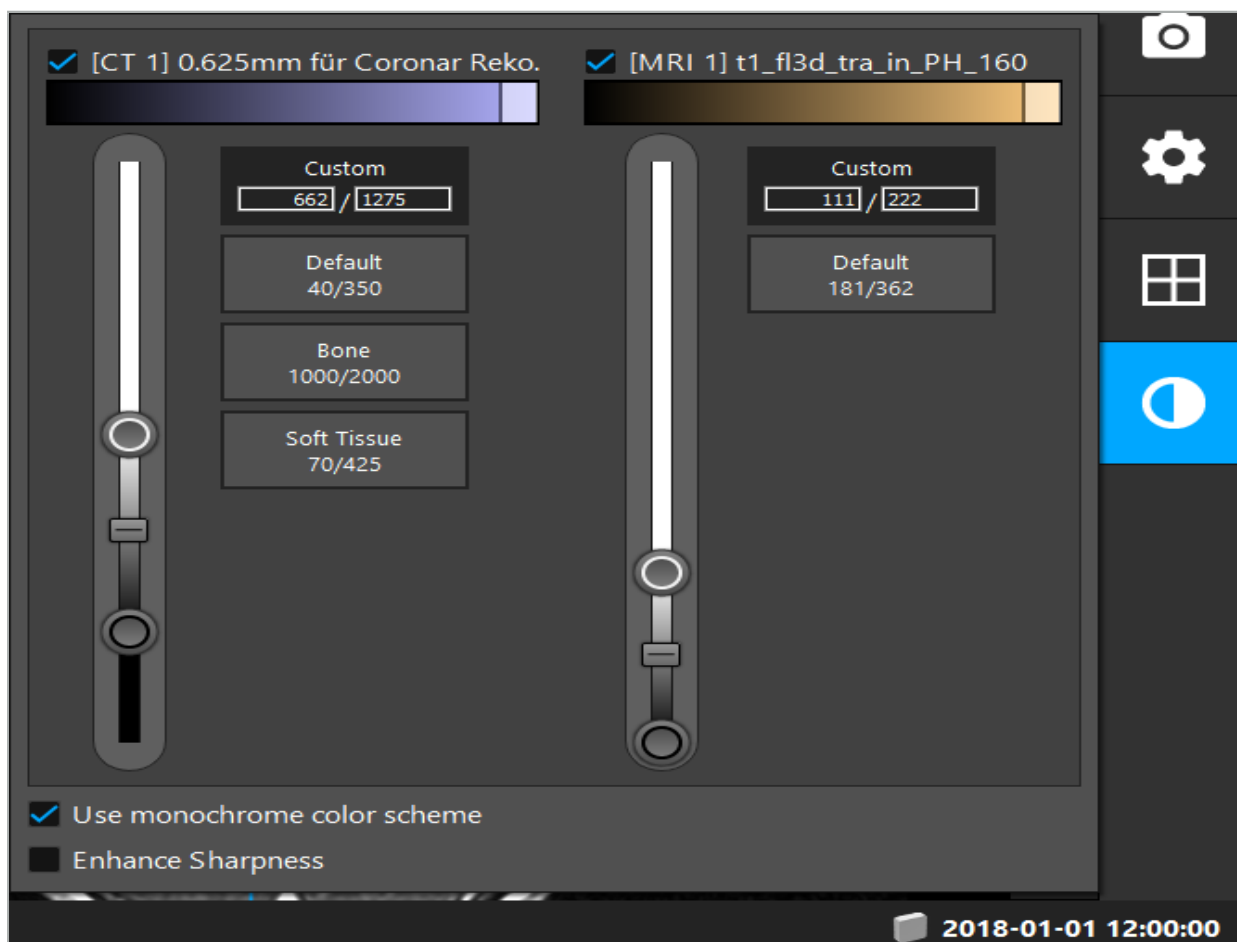 [CT 1] 0.625mm für Coronar Reko.
[MRI 1] t1_fl3d_tra_in_PH_160
Custom
662 / 1275
Default
40/350
Bone
1000/2000
Soft Tissue
70/425
Custom
111 / 222
Default
181/362
Use monochrome color scheme
Enhance Sharpness
2018-01-01 12:00:00